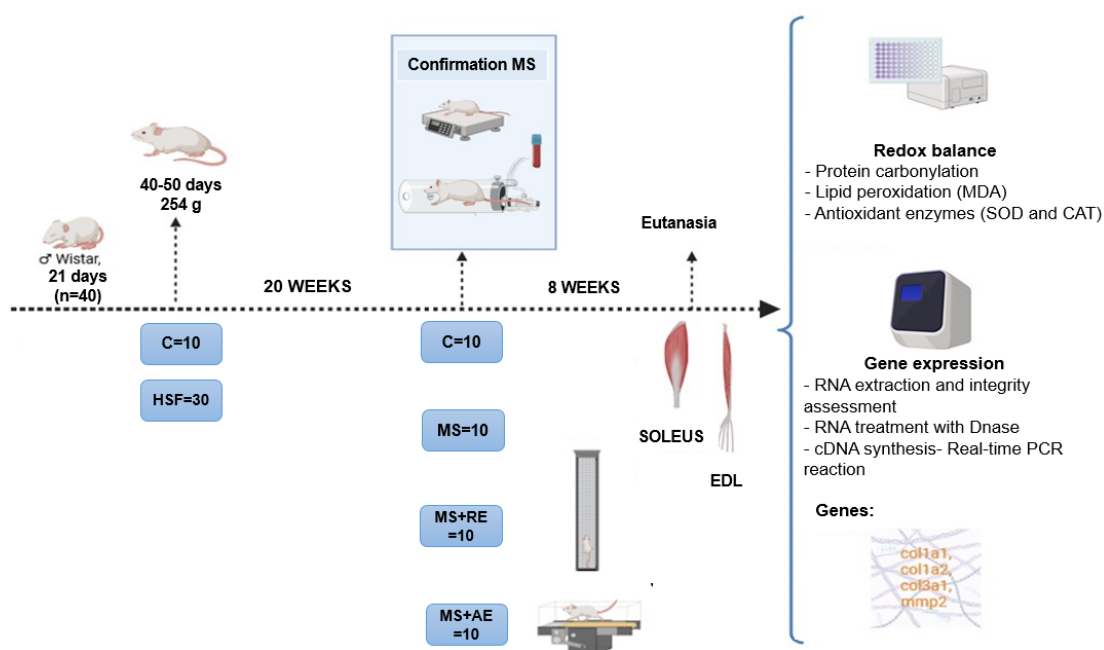 Confirmation MS
40-50 days
254 g
♂ Wistar,
21 days
(n=40)
20 WEEKS
8 WEEKS
Eutanasia
C=10
HSF=30
C=10
MS=10
MS+RE
=10
MS+AE
=10
SOLEUS
EDL
Redox balance
- Protein carbonylation
- Lipid peroxidation (MDA)
- Antioxidant enzymes (SOD and CAT)
Gene expression
- RNA extraction and integrity
assessment
- RNA treatment with Dnase
- cDNA synthesis- Real-time PCR
reaction
Genes:
col1a1,
col1a2,
col3a1,
mmp2